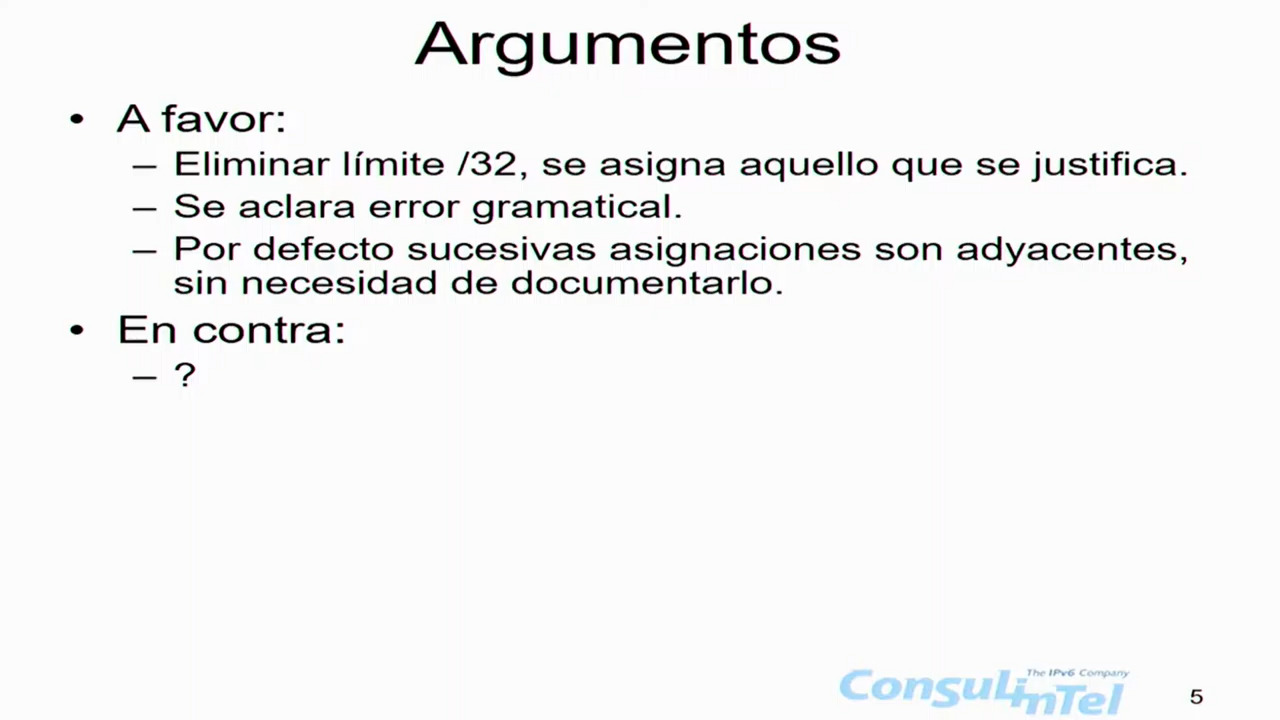 Argumentos
• A favor:
– Eliminar límite /32, se asigna aquello que se justifica.
– Se aclara error gramatical.
– Por defecto sucesivas asignaciones son adyacentes,
sin necesidad de documentarlo.
• En contra:
– ?
The IPv6 Company
ConsulinTel
5